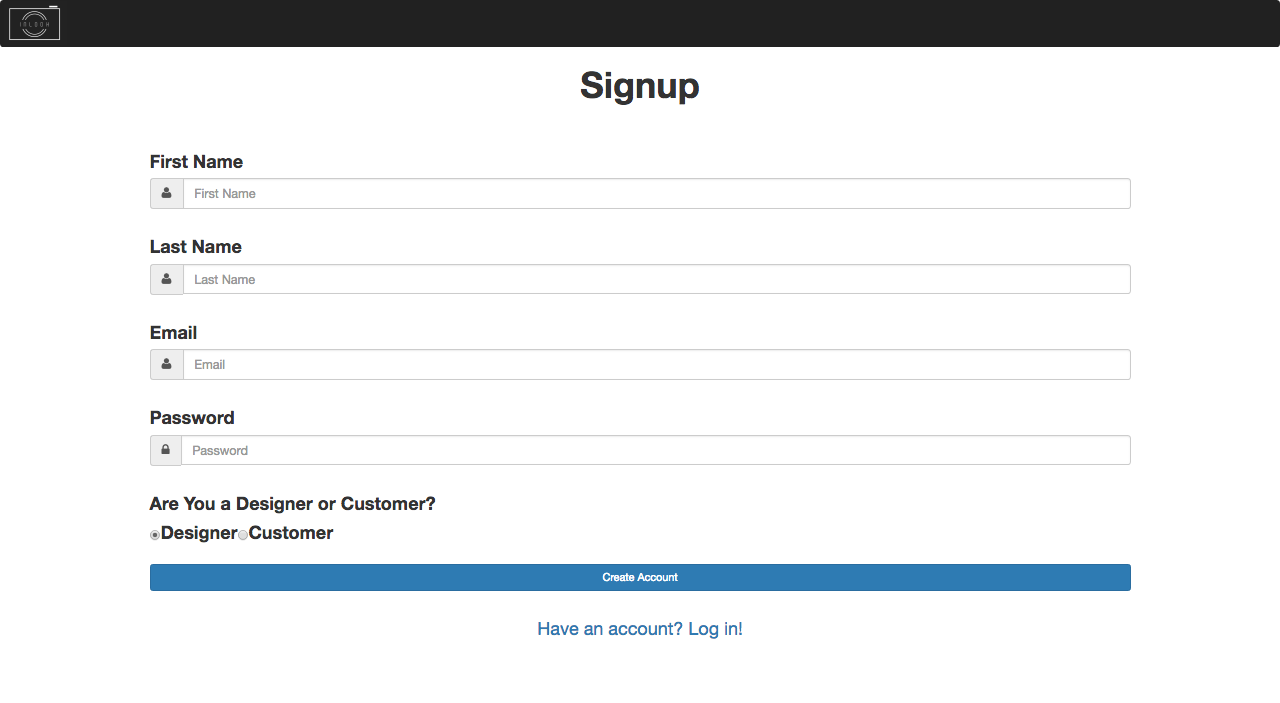 Signup
First Name
First Name
Last Name
Last Name
Email
Email
Password
Password
Are You a Designer or Customer?
Designer Customer
Create Account
Have an account? Log in!